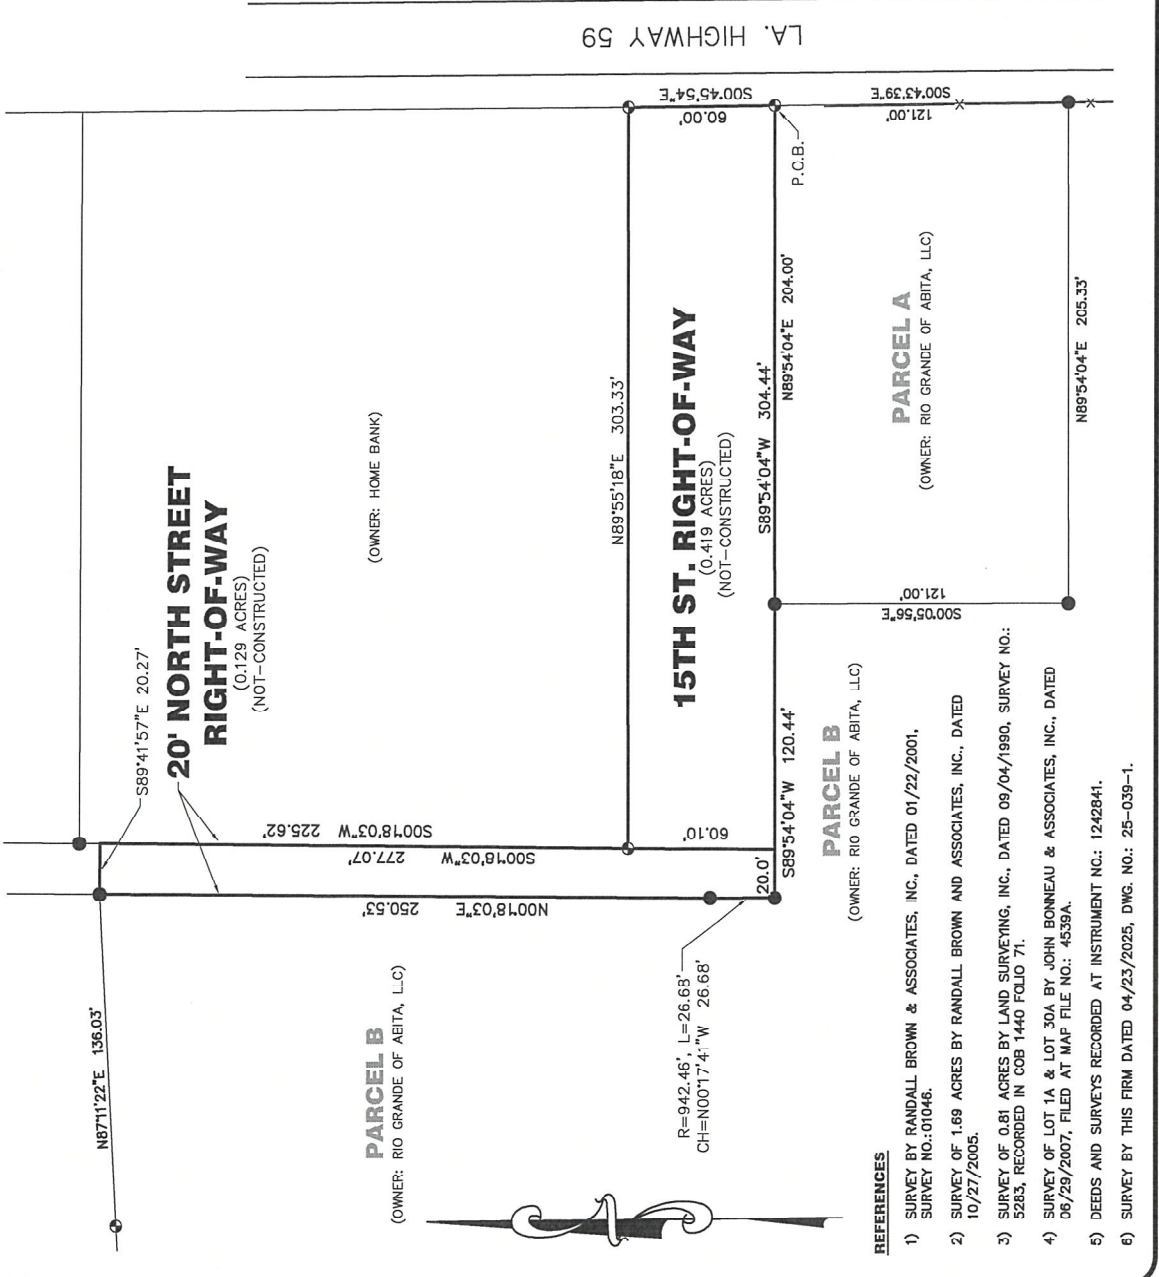 LA. HIGHWAY 59
20' NORTH STREET
RIGHT-OF-WAY
(0.129 ACRES)
(NOT-CONSTRUCTED)
S89°41'57"E 20.27'
(OWNER: HOME BANK)
N89°55'18"E 303.33'
S00°45'54"E
60.00'
S00°43'39"E
121.00'
P.C.B.
15TH ST. RIGHT-OF-WAY
(0.419 ACRES)
(NOT-CONSTRUCTED)
S89°54'04"W 304.44'
N89°54'04"E 204.00'
PARCEL A
(OWNER: RIO GRANDE OF ABITA, LLC)
N89°54'04"E 205.33'
121.00'
S00°05'56"E
S00°18'03"W 225.62'
S00°18'03"W 277.07'
N00°18'03"E 250.53'
60.10'
20.0'
S89°54'04"W 120.44'
PARCEL B
(OWNER: RIO GRANDE OF ABITA, LLC)
N87°11'22"E 136.03'
PARCEL B
(OWNER: RIO GRANDE OF ABITA, LLC)
R=942.46', L=26.68'
CH=N00°17'41"W 26.68'
REFERENCES
1) SURVEY BY RANDALL BROWN & ASSOCIATES, INC., DATED 01/22/2001,
SURVEY NO.:01046.
2) SURVEY OF 1.69 ACRES BY RANDALL BROWN AND ASSOCIATES, INC., DATED
10/27/2005.
3) SURVEY OF 0.81 ACRES BY LAND SURVEYING, INC., DATED 09/04/1990, SURVEY NO.:
5283, RECORDED IN COB 1440 FOLIO 71.
4) SURVEY OF LOT 1A & LOT 30A BY JOHN BONNEAU & ASSOCIATES, INC., DATED
06/29/2007, FILED AT MAP FILE NO.: 4539A.
5) DEEDS AND SURVEYS RECORDED AT INSTRUMENT NO.: 1242841.
6) SURVEY BY THIS FIRM DATED 04/23/2025, DWG. NO.: 25-039-1.